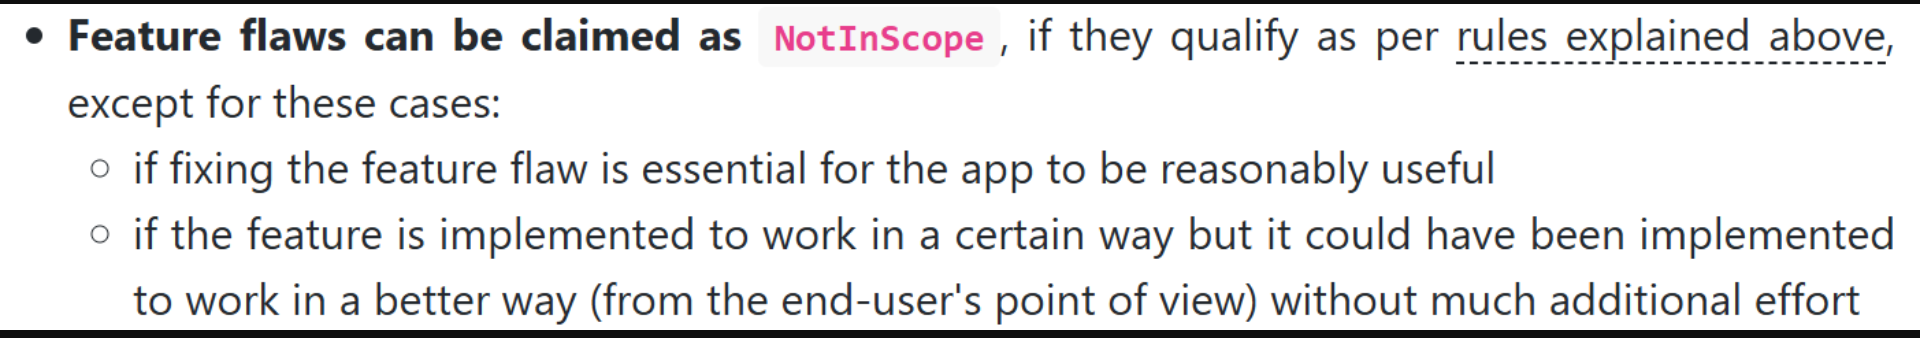 • Feature flaws can be claimed as NotInScope, if they qualify as per rules explained above,
except for these cases:
○ if fixing the feature flaw is essential for the app to be reasonably useful
○ if the feature is implemented to work in a certain way but it could have been implemented
to work in a better way (from the end-user's point of view) without much additional effort